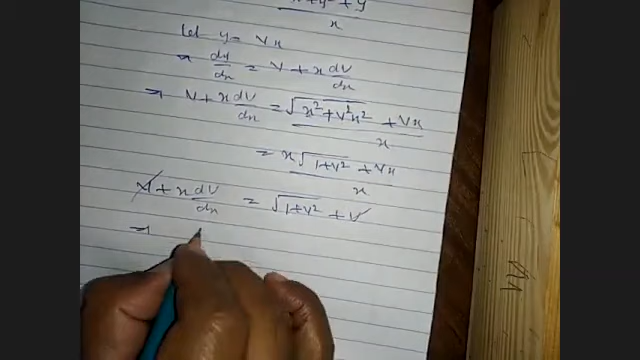 x
Let y = vx
⇒ dy/dx = v + x dv/dx
⇒ v + x dv/dx = √(x² + v²x²) + vx / x
= x√(1+v²) + vx / x
v + x dv/dx = √(1+v²) + v
⇒